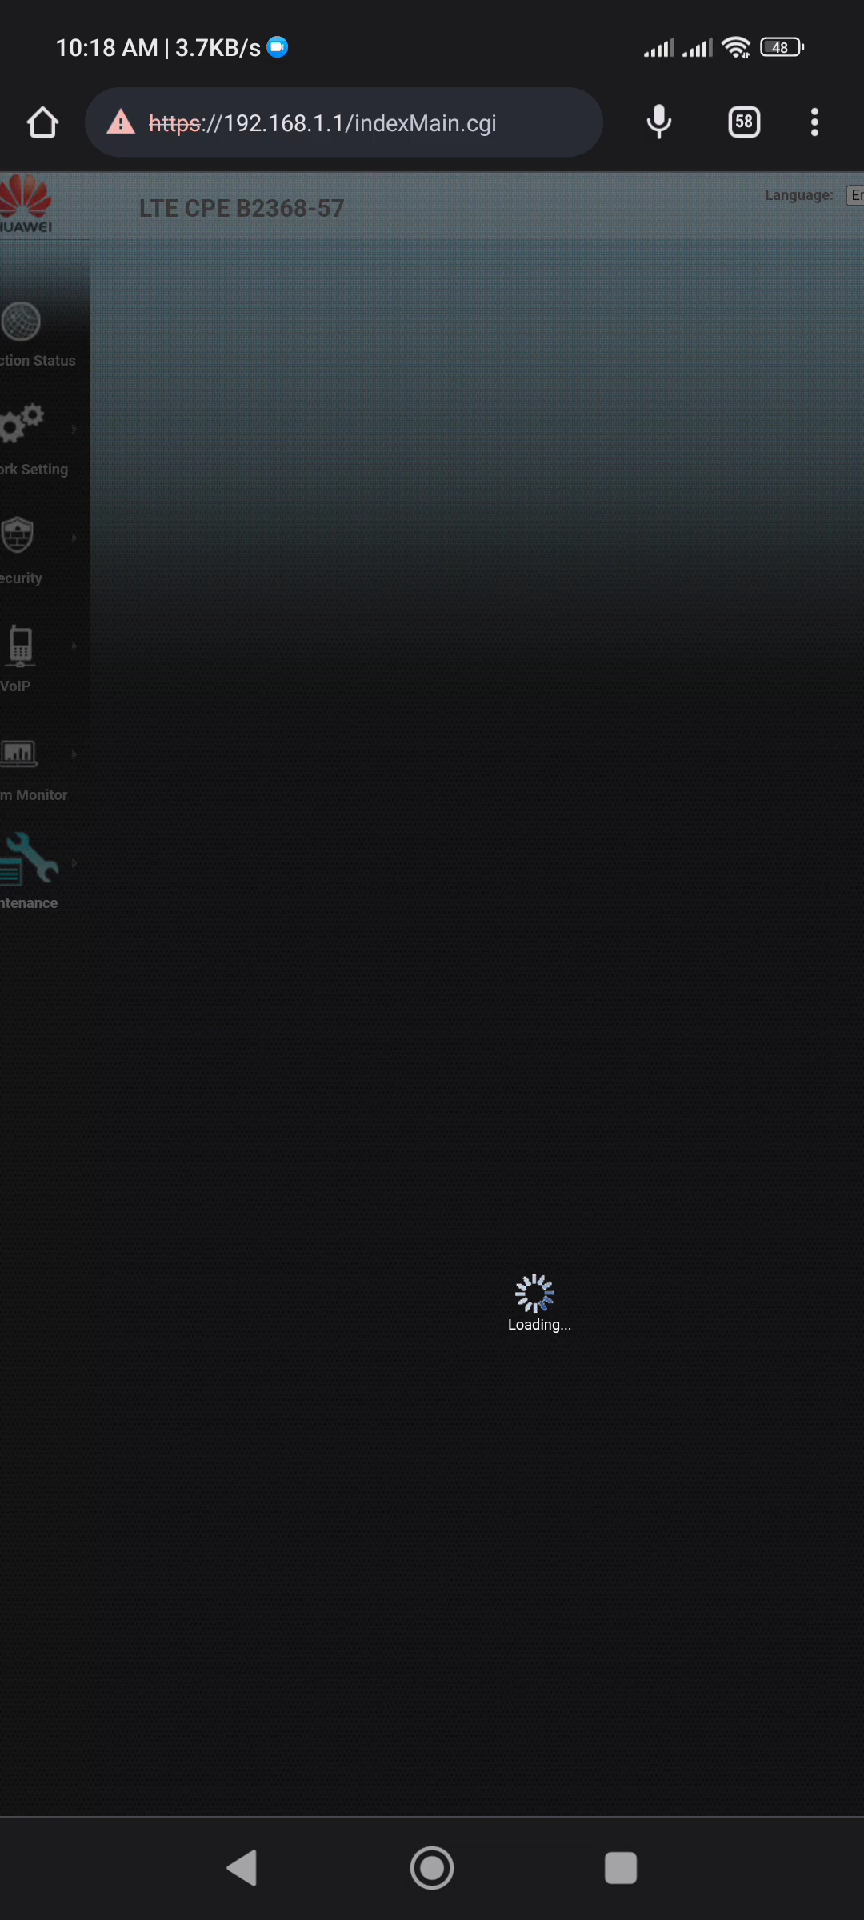 10:18 AM | 3.7KB/s
48
https://192.168.1.1/indexMain.cgi
58
HUAWEI
LTE CPE B2368-57
Language:
En
ction Status
ork Setting
ecurity
VoIP
m Monitor
ntenance
Loading...